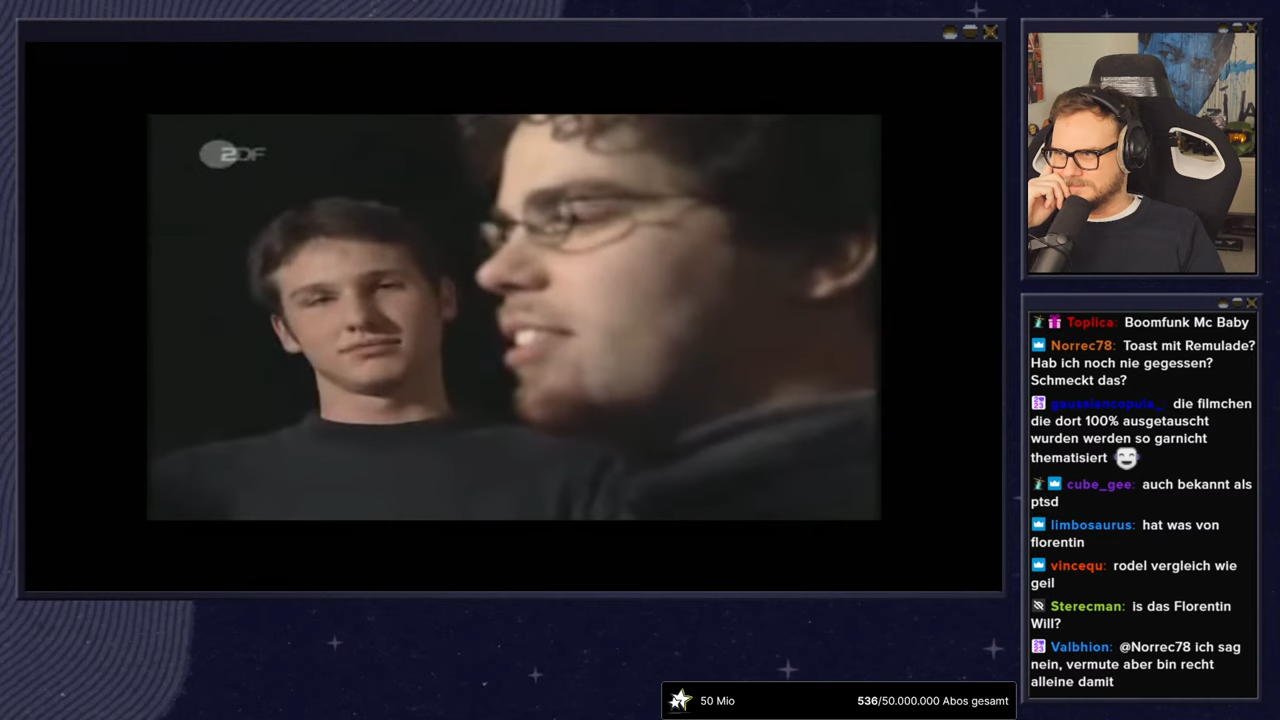 ZDF
Toplica: Boomfunk Mc Baby
Norrec78: Toast mit Remulade?
Hab ich noch nie gegessen?
Schmeckt das?
gaussiancopula_: die filmchen
die dort 100% ausgetauscht
wurden werden so garnicht
thematisiert
cube_gee: auch bekannt als
ptsd
limbosaurus: hat was von
florentin
vincequ: rodel vergleich wie
geil
Sterecman: is das Florentin
Will?
Valbhion: @Norrec78 ich sag
nein, vermute aber bin recht
alleine damit
50 Mio 536/50.000.000 Abos gesamt